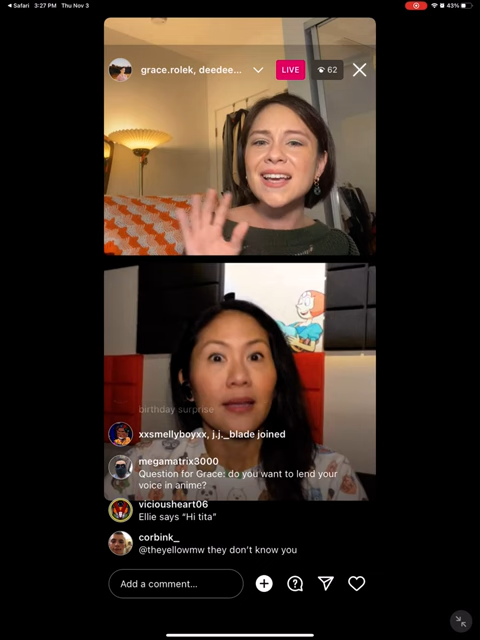 Safari 3:27 PM Thu Nov 3
43%
grace.rolek, deedee...
LIVE
62
birthday surprise
xxsmellyboyxx, j.j._blade joined
megamatrix3000
Question for Grace: do you want to lend your
voice in anime?
viciousheart06
Ellie says “Hi tita”
corbink_
@theyellowmw they don't know you
Add a comment...